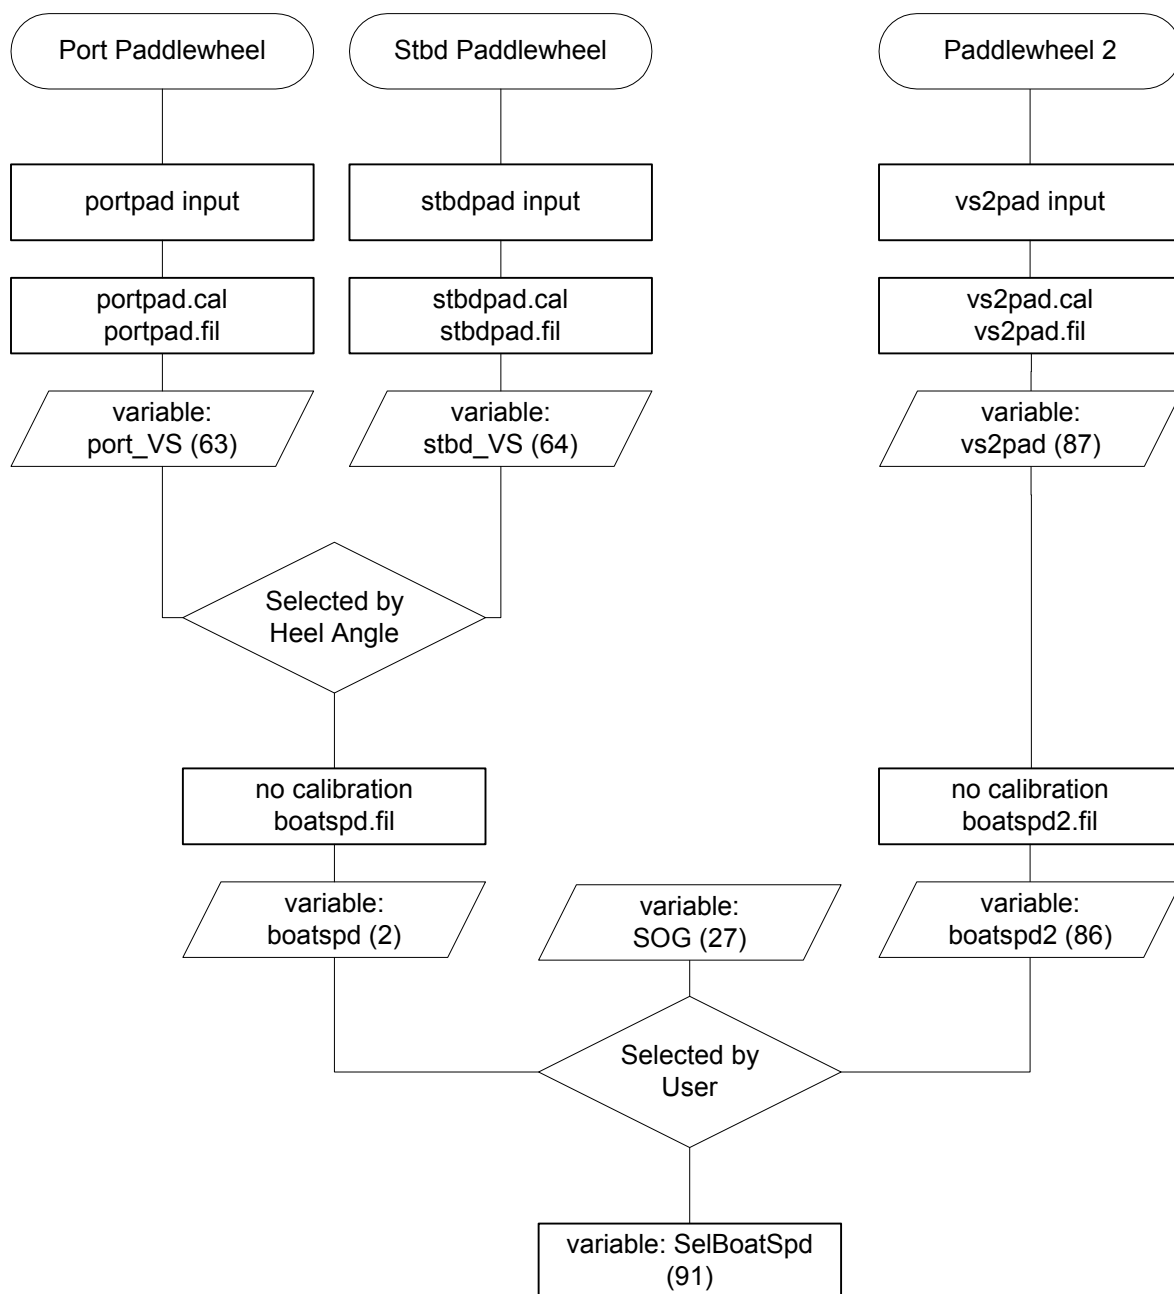 Port Paddlewheel
Stbd Paddlewheel
Paddlewheel 2
portpad input
stbdpad input
vs2pad input
portpad.cal
portpad.fil
stbdpad.cal
stbdpad.fil
vs2pad.cal
vs2pad.fil
variable:
port_VS (63)
variable:
stbd_VS (64)
variable:
vs2pad (87)
Selected by
Heel Angle
no calibration
boatspd.fil
no calibration
boatspd2.fil
variable:
boatspd (2)
variable:
SOG (27)
variable:
boatspd2 (86)
Selected by
User
variable: SelBoatSpd
(91)